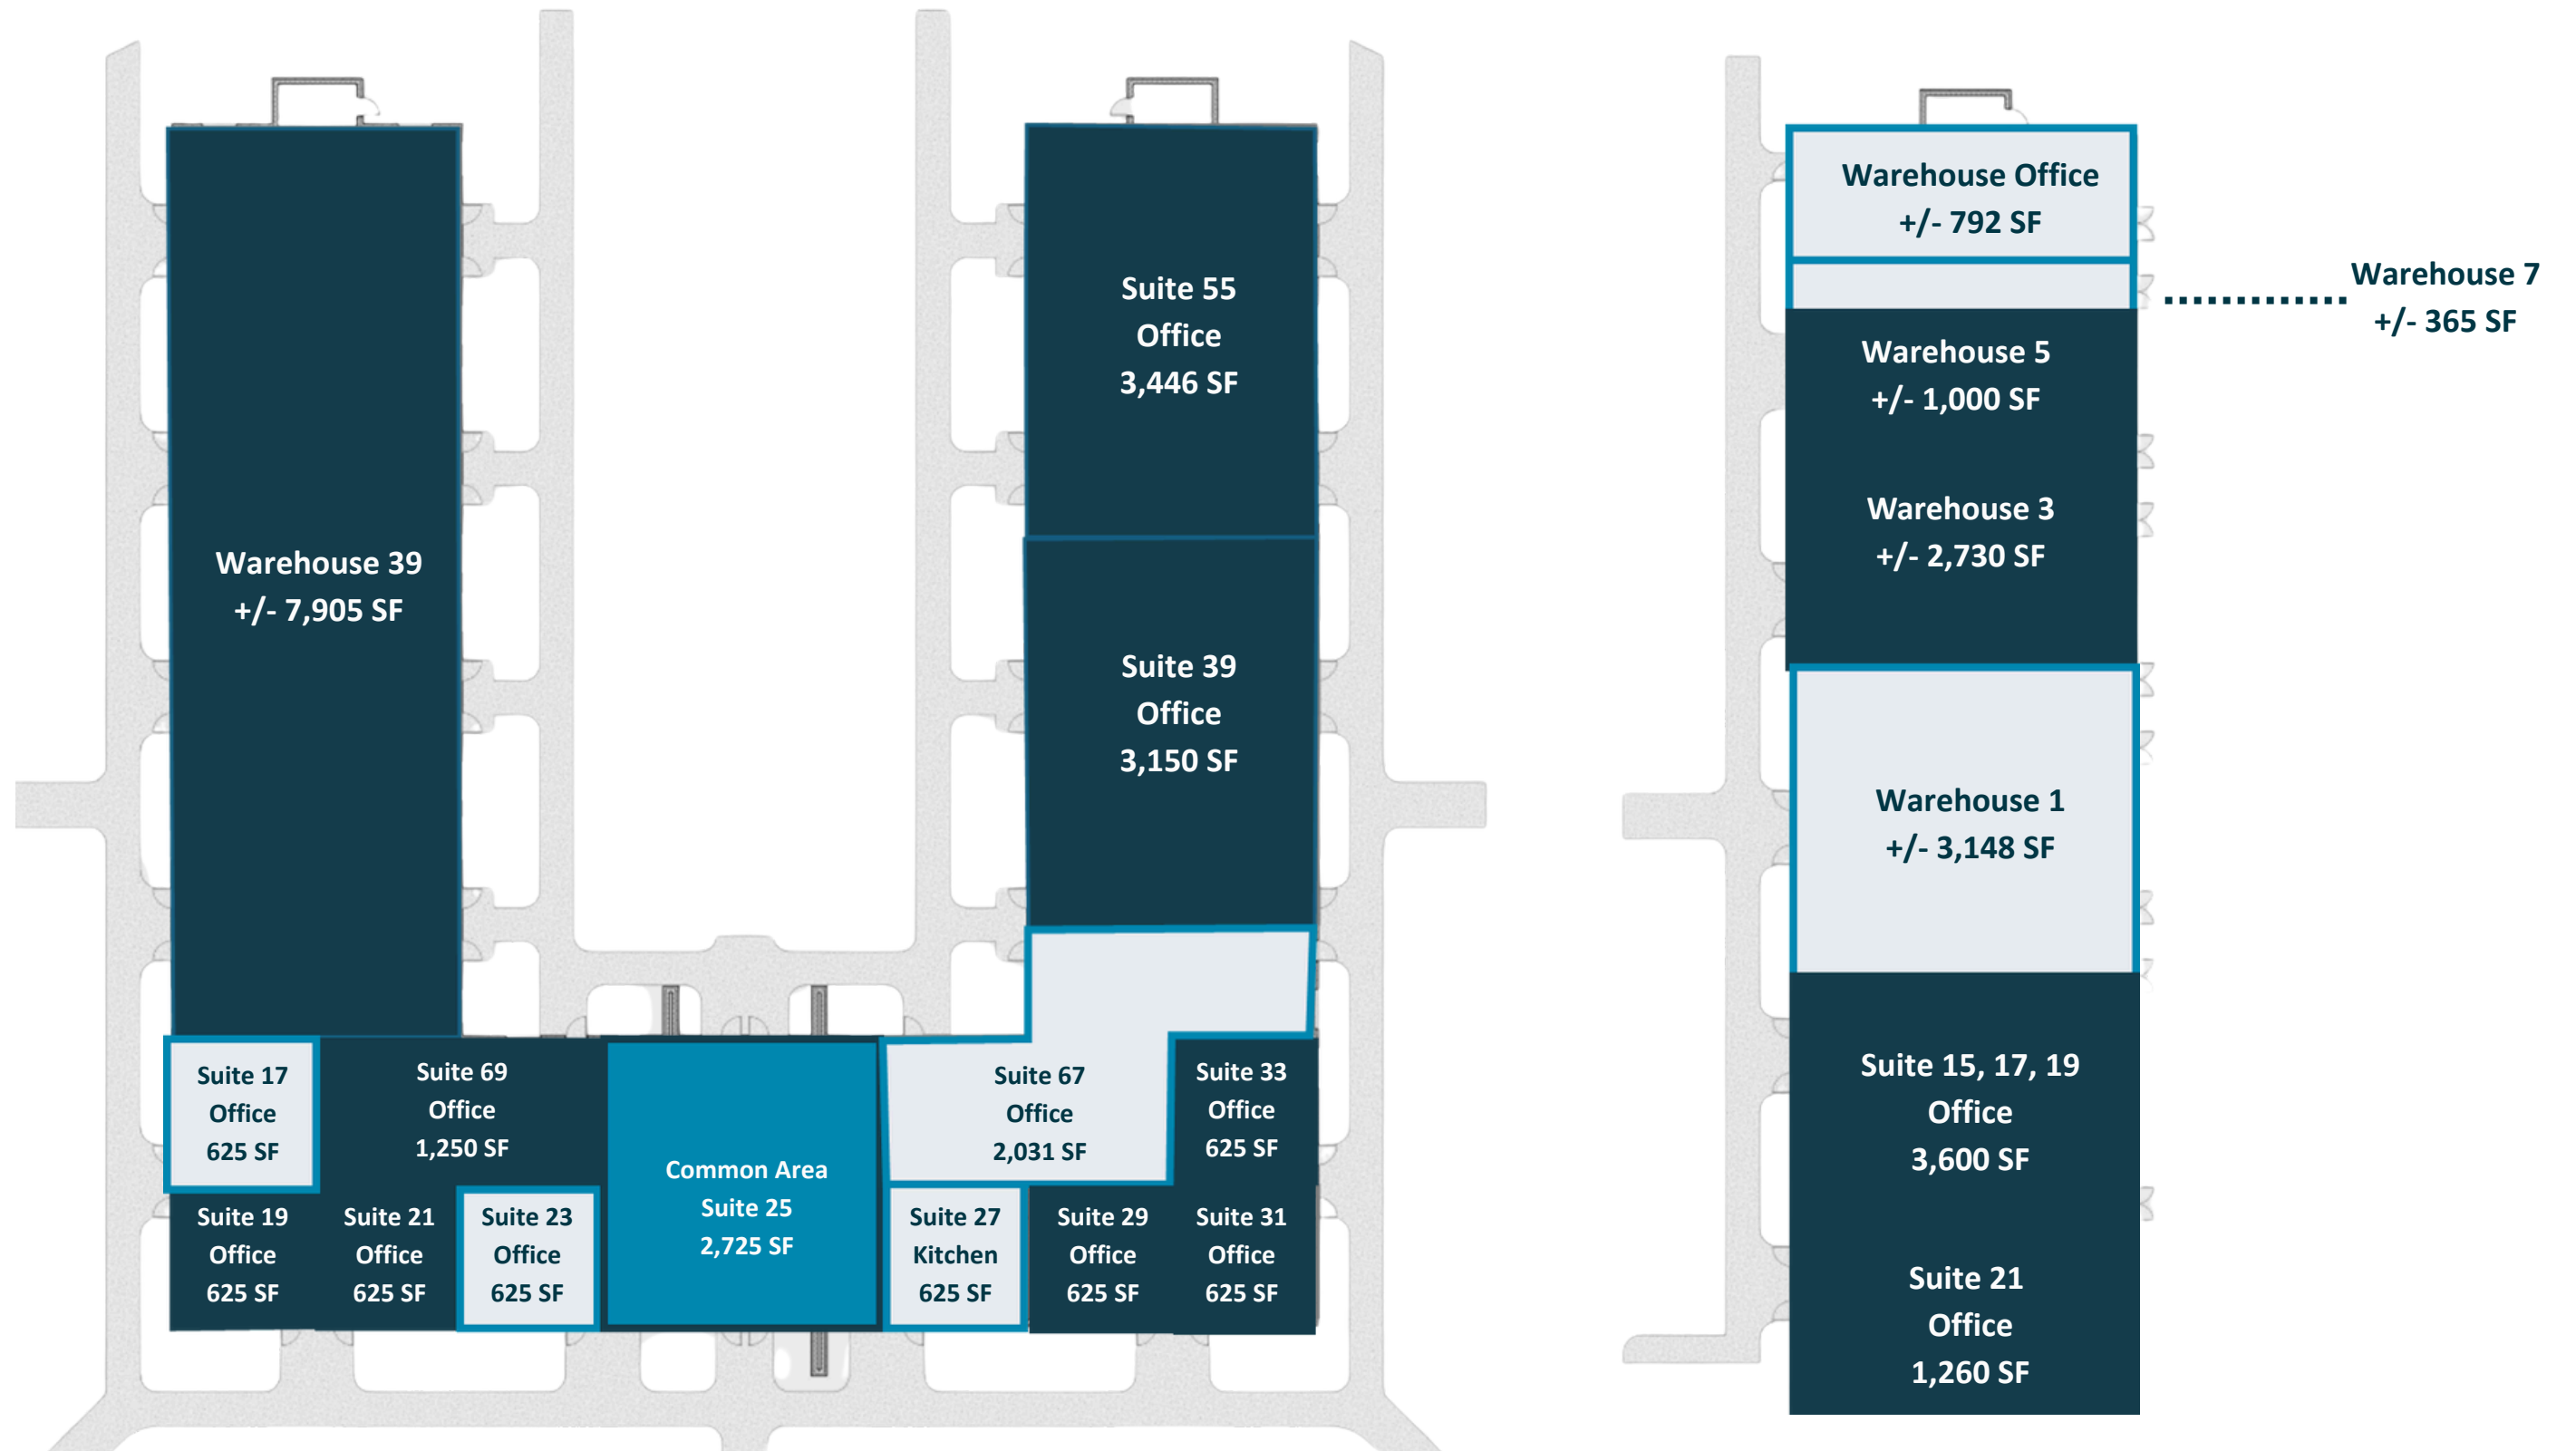 Warehouse 39
+/- 7,905 SF
Suite 55
Office
3,446 SF
Suite 39
Office
3,150 SF
Suite 17
Office
625 SF
Suite 69
Office
1,250 SF
Common Area
Suite 25
2,725 SF
Suite 67
Office
2,031 SF
Suite 33
Office
625 SF
Suite 19
Office
625 SF
Suite 21
Office
625 SF
Suite 23
Office
625 SF
Suite 27
Kitchen
625 SF
Suite 29
Office
625 SF
Suite 31
Office
625 SF
Warehouse Office
+/- 792 SF
Warehouse 7
+/- 365 SF
Warehouse 5
+/- 1,000 SF
Warehouse 3
+/- 2,730 SF
Warehouse 1
+/- 3,148 SF
Suite 15, 17, 19
Office
3,600 SF
Suite 21
Office
1,260 SF